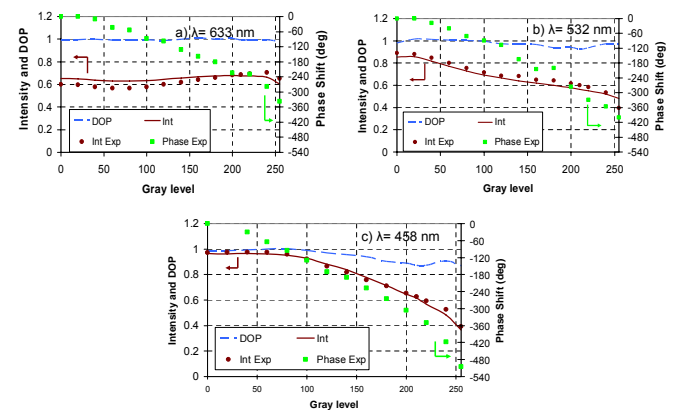 a) λ= 633 nm
Intensity and DOP
1.2
1
0.8
0.6
0.4
0.2
0
0
-60
-120
-180
-240
-300
-360
-420
-480
-540
Phase Shift (deg)
DOP
Int
Int Exp
Phase Exp
0 50 100 150 200 250
Gray level
b) λ= 532 nm
Intensity and DOP
1.2
1
0.8
0.6
0.4
0.2
0
0
-60
-120
-180
-240
-300
-360
-420
-480
-540
Phase Shift (deg)
DOP
Int
Int Exp
Phase Exp
0 50 100 150 200 250
Gray level
c) λ= 458 nm
Intensity and DOP
1.2
1
0.8
0.6
0.4
0.2
0
0
-60
-120
-180
-240
-300
-360
-420
-480
-540
Phase Shift (deg)
DOP
Int
Int Exp
Phase Exp
0 50 100 150 200 250
Gray level